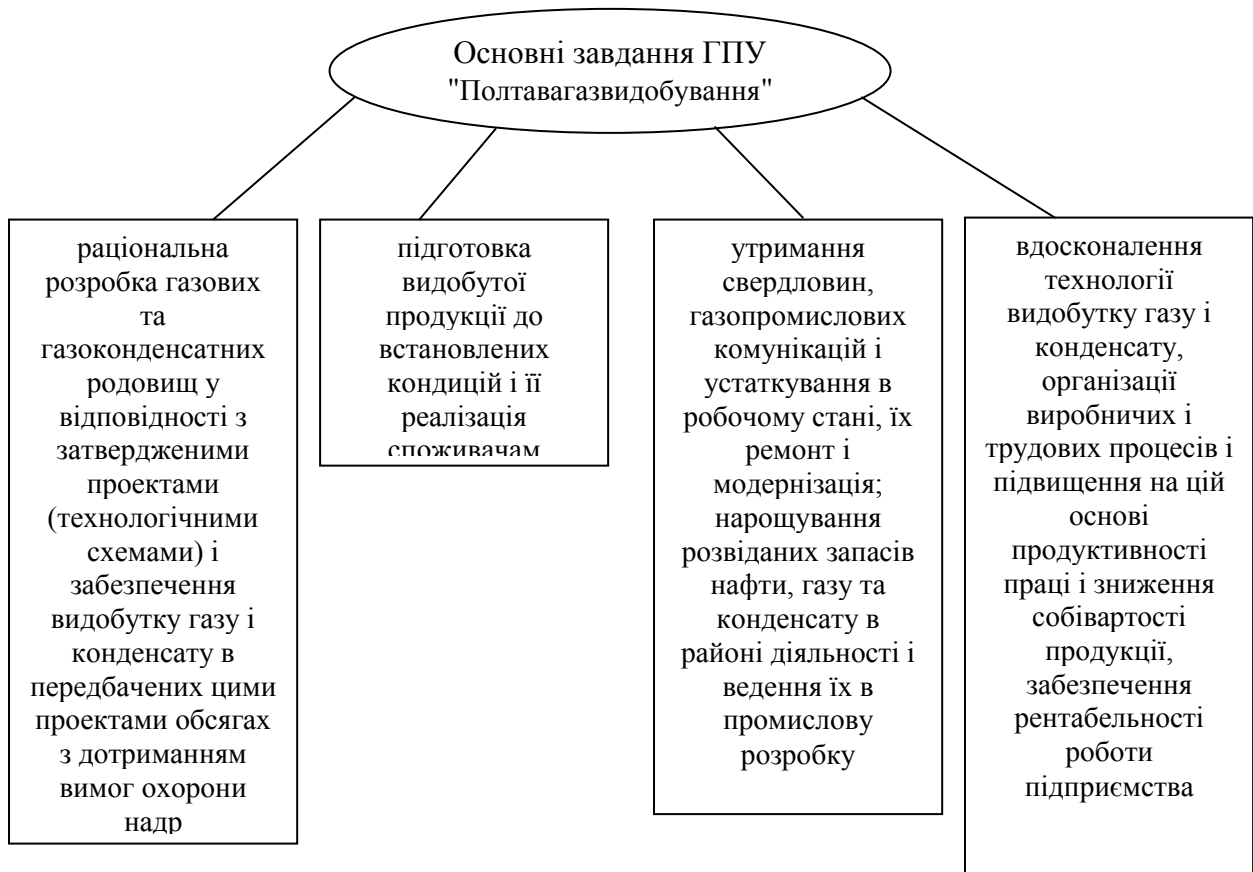 Основні завдання ГПУ
"Полтавагазвидобування"
раціональна
розробка газових
та
газоконденсатних
родовищ у
відповідності з
затвердженими
проектами
(технологічними
схемами) і
забезпечення
видобутку газу і
конденсату в
передбачених цими
проектами обсягах
з дотриманням
вимог охорони
надр
підготовка
видобутої
продукції до
встановлених
кондицій і її
реалізація
споживачам
утримання
свердловин,
газопромислових
комунікацій і
устаткування в
робочому стані, їх
ремонт і
модернізація;
нарощування
розвіданих запасів
нафти, газу та
конденсату в
районі діяльності і
ведення їх в
промислову
розробку
вдосконалення
технології
видобутку газу і
конденсату,
організації
виробничих і
трудових процесів і
підвищення на цій
основі
продуктивності
праці і зниження
собівартості
продукції,
забезпечення
рентабельності
роботи
підприємства